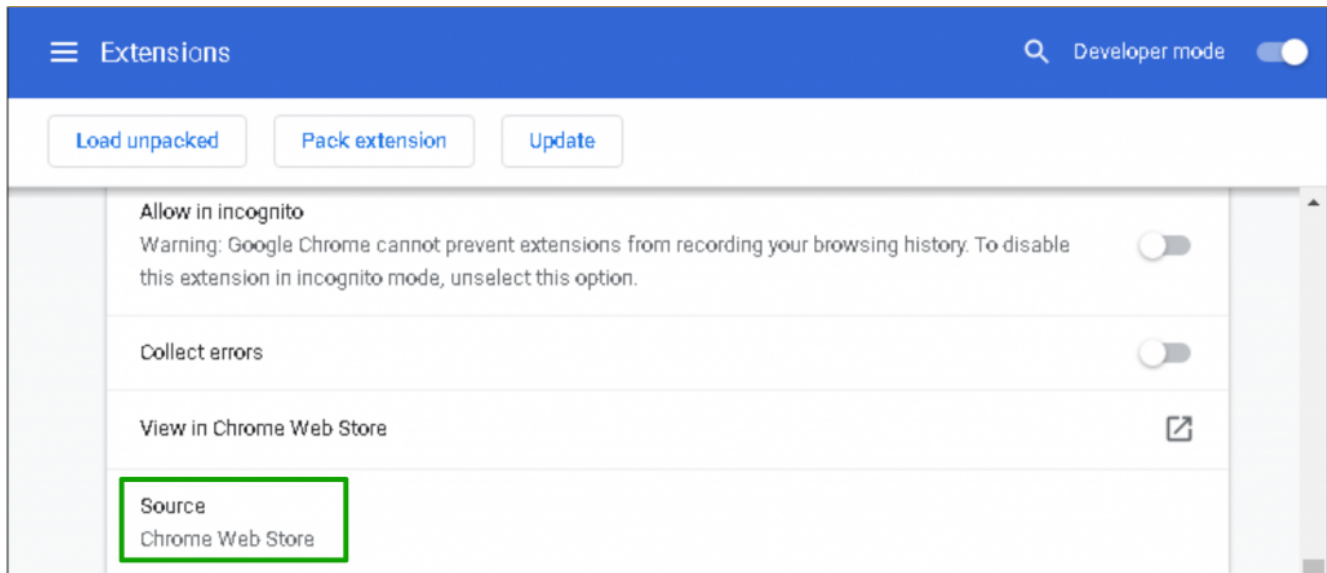 Extensions
Developer mode
Load unpacked
Pack extension
Update
Allow in incognito
Warning: Google Chrome cannot prevent extensions from recording your browsing history. To disable
this extension in incognito mode, unselect this option.
Collect errors
View in Chrome Web Store
Source
Chrome Web Store